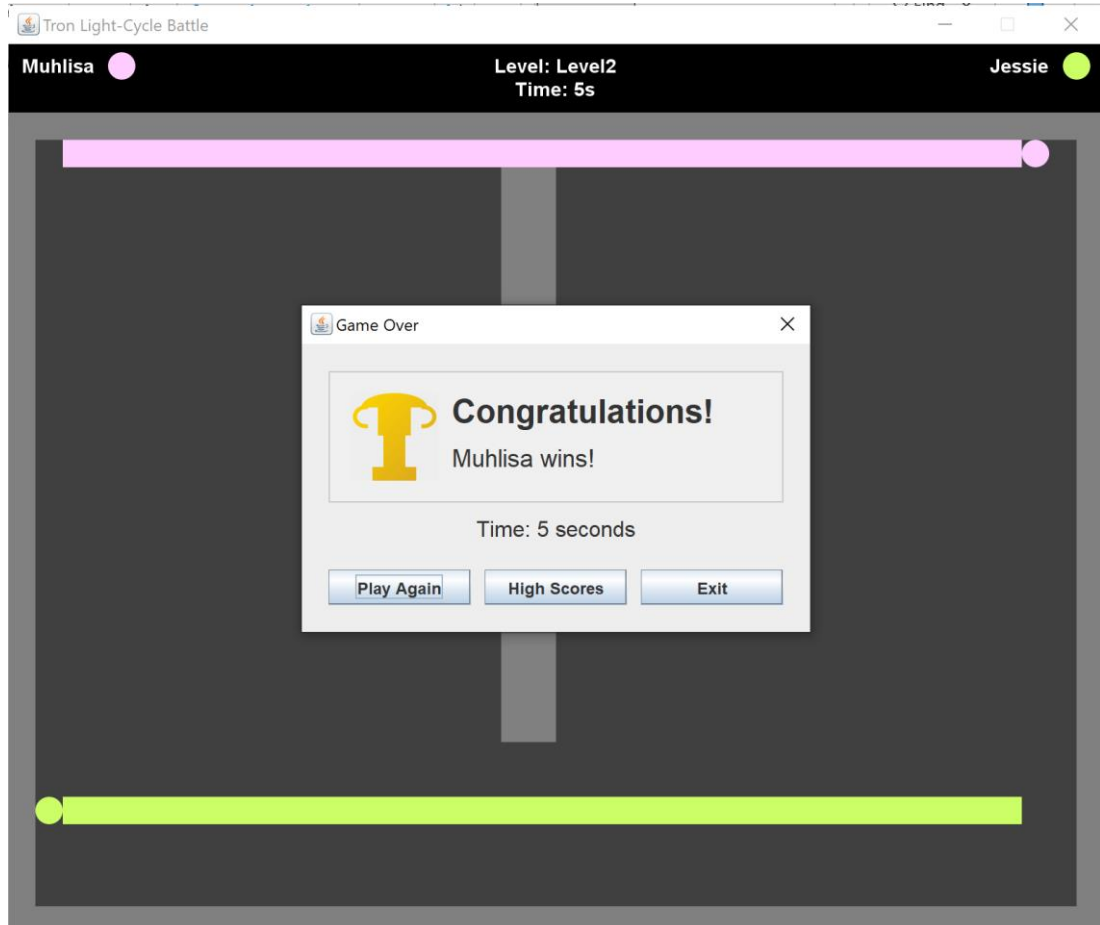 Tron Light-Cycle Battle
Muhlisa
Level: Level2
Jessie
Time: 5s
Game Over
Congratulations!
Muhlisa wins!
Time: 5 seconds
Play Again
High Scores
Exit